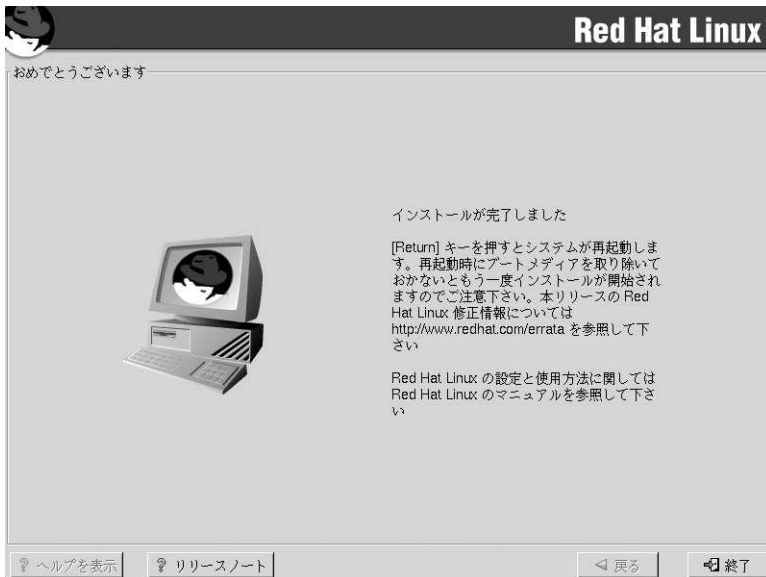 Red Hat Linux
おめでとうございます
インストールが完了しました
[Return] キーを押すとシステムが再起動しま
す。再起動時にブートメディアを取り除いて
おかないともう一度インストールが開始され
ますのでご注意下さい。本リリースの Red
Hat Linux 修正情報については
http://www.redhat.com/errata を参照して下
さい
Red Hat Linux の設定と使用方法に関しては
Red Hat Linux のマニュアルを参照して下さ
い
? ヘルプを表示
? リリースノート
戻る
終了